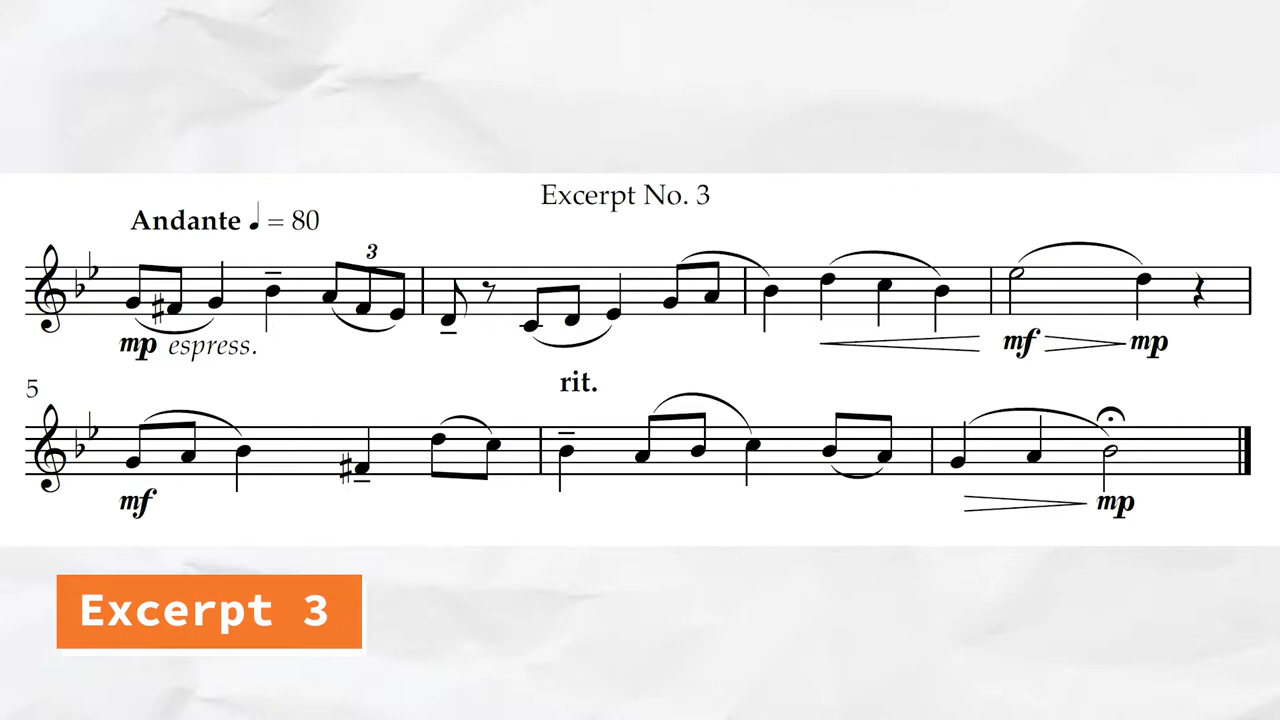 Excerpt No. 3
Andante ♩ = 80
3
mp espress.
mf mp
5
rit.
mf mp
Excerpt 3